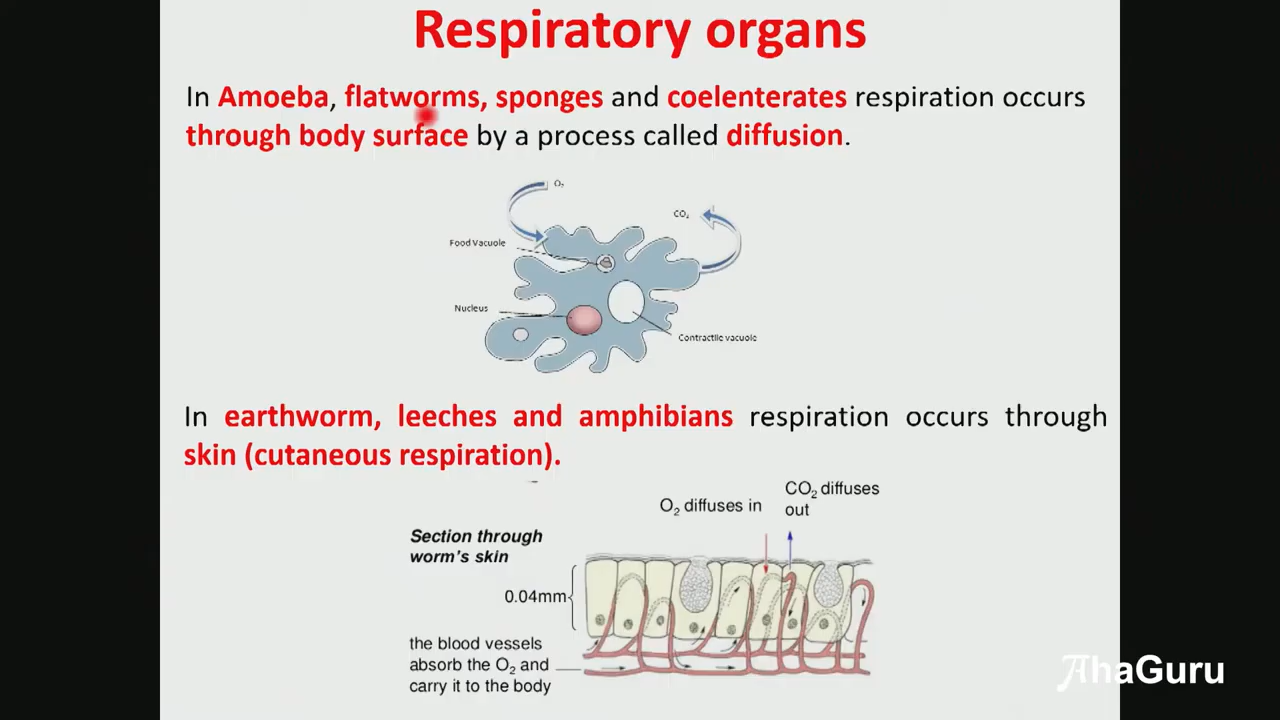 Respiratory organs
In Amoeba, flatworms, sponges and coelenterates respiration occurs
through body surface by a process called diffusion.
O₂
CO₂
Food Vacuole
Nucleus
Contractile vacuole
In earthworm, leeches and amphibians respiration occurs through
skin (cutaneous respiration).
CO₂ diffuses
out
O₂ diffuses in
Section through
worm's skin
0.04mm
the blood vessels
absorb the O₂ and
carry it to the body
AhaGuru